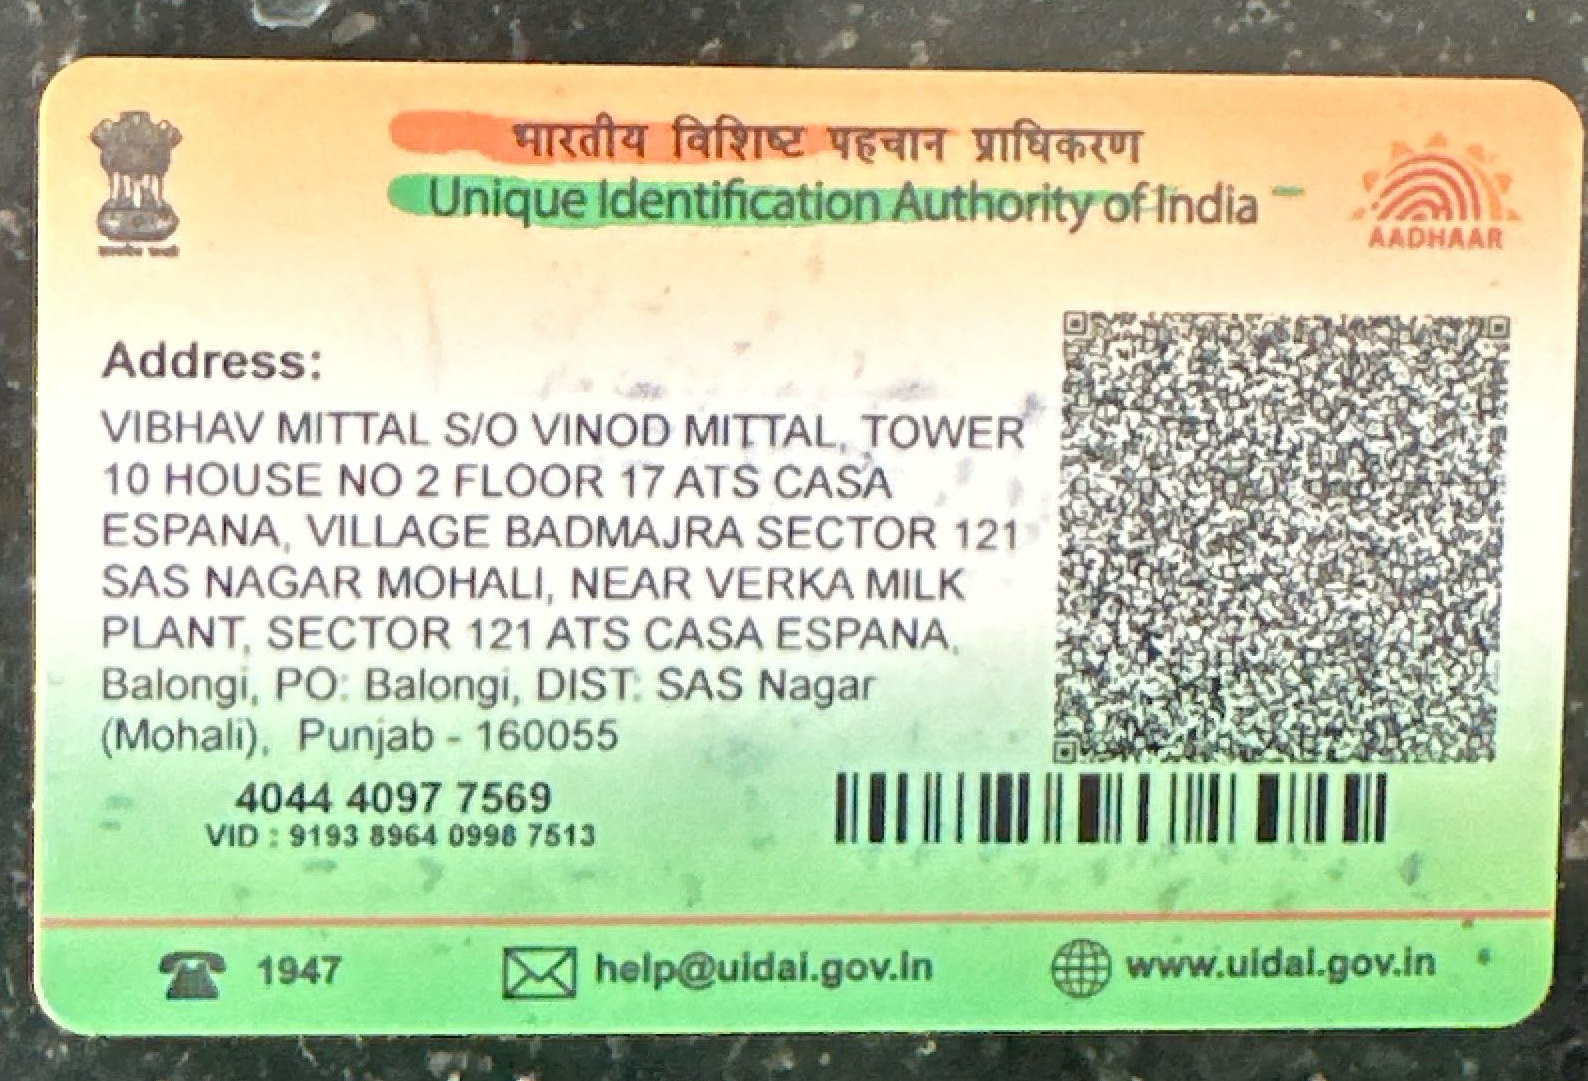 भारतीय विशिष्ट पहचान प्राधिकरण
Unique Identification Authority of India
AADHAAR
Address:
VIBHAV MITTAL S/O VINOD MITTAL, TOWER
10 HOUSE NO 2 FLOOR 17 ATS CASA
ESPANA, VILLAGE BADMAJRA SECTOR 121
SAS NAGAR MOHALI, NEAR VERKA MILK
PLANT, SECTOR 121 ATS CASA ESPANA,
Balongi, PO: Balongi, DIST: SAS Nagar
(Mohali), Punjab - 160055
4044 4097 7569
VID : 9193 8964 0998 7513
1947
help@uidai.gov.in
www.uidai.gov.in